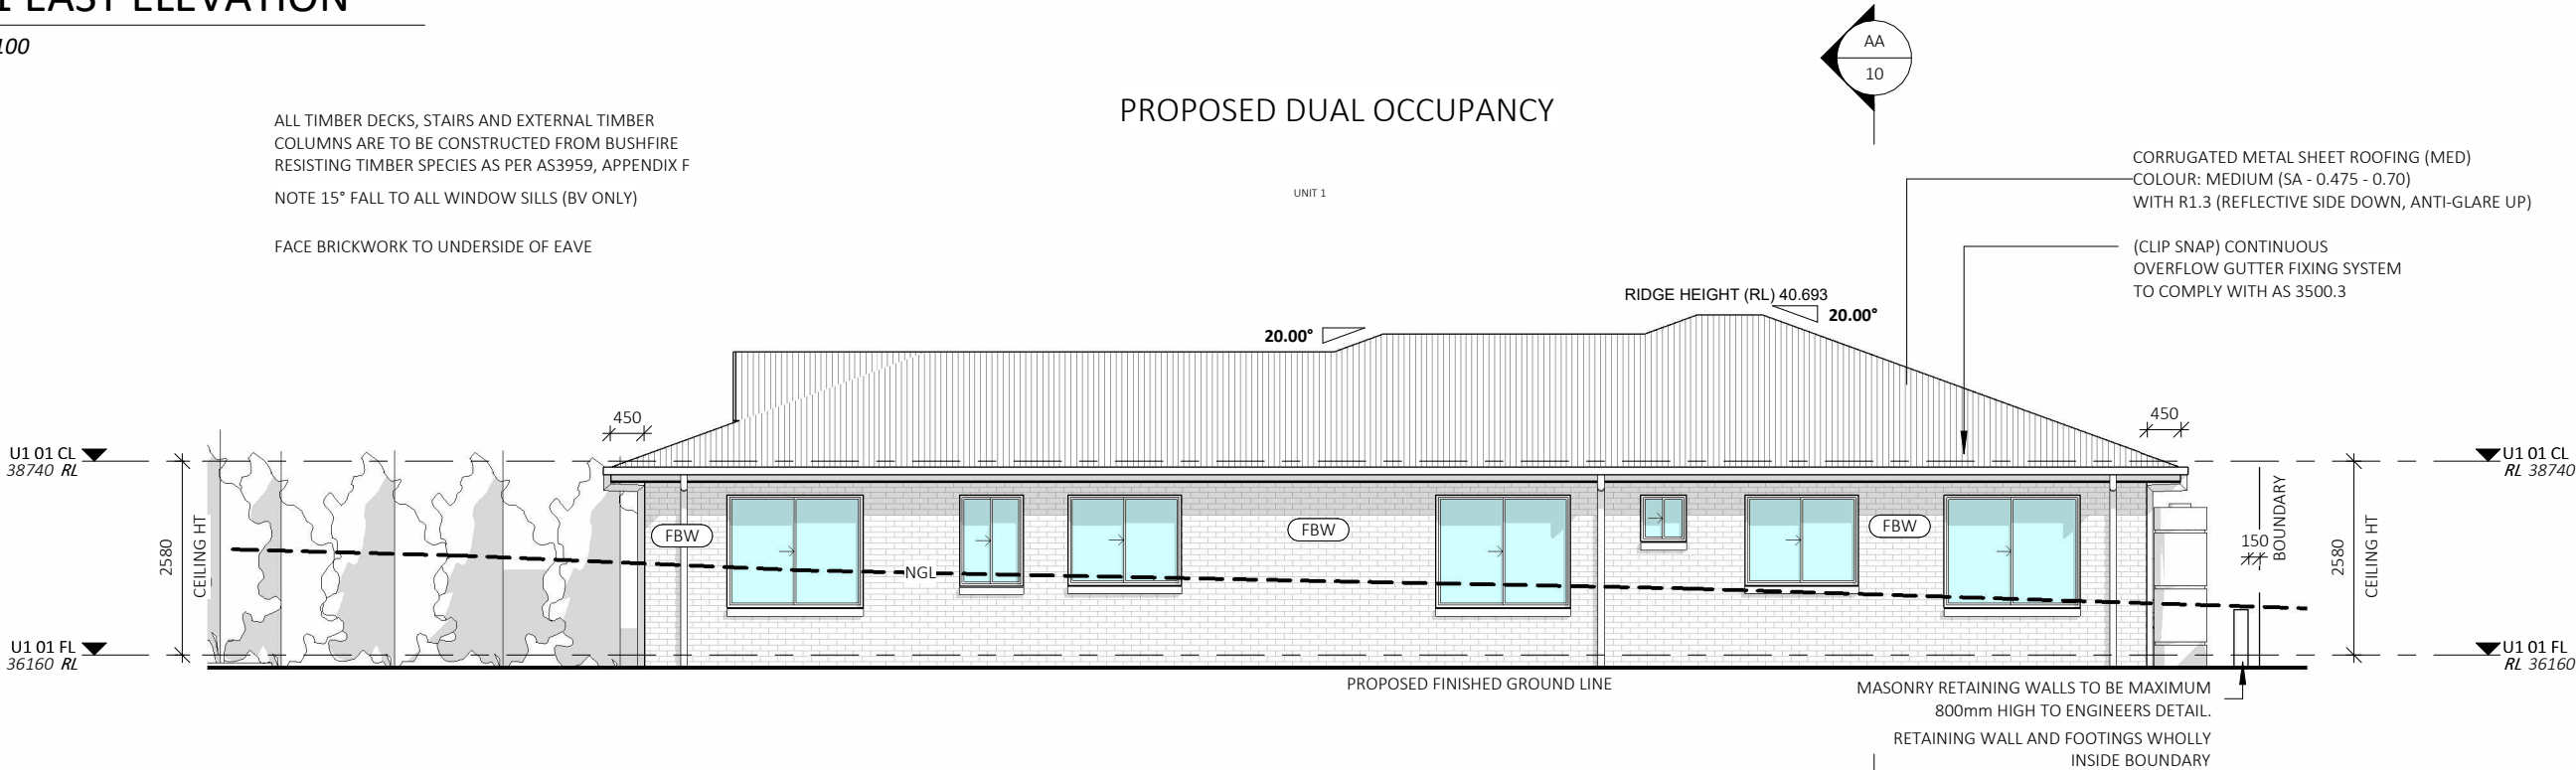 EAST ELEVATION
100
AA
10
PROPOSED DUAL OCCUPANCY
ALL TIMBER DECKS, STAIRS AND EXTERNAL TIMBER
COLUMNS ARE TO BE CONSTRUCTED FROM BUSHFIRE
RESISTING TIMBER SPECIES AS PER AS3959, APPENDIX F
NOTE 15° FALL TO ALL WINDOW SILLS (BV ONLY)
FACE BRICKWORK TO UNDERSIDE OF EAVE
UNIT 1
CORRUGATED METAL SHEET ROOFING (MED)
COLOUR: MEDIUM (SA - 0.475 - 0.70)
WITH R1.3 (REFLECTIVE SIDE DOWN, ANTI-GLARE UP)
(CLIP SNAP) CONTINUOUS
OVERFLOW GUTTER FIXING SYSTEM
TO COMPLY WITH AS 3500.3
RIDGE HEIGHT (RL) 40.693
20.00°
20.00°
450
450
U1 01 CL
38740 RL
U1 01 CL
RL 38740
2580
CEILING HT
FBW
FBW
FBW
NGL
150
BOUNDARY
2580
CEILING HT
U1 01 FL
36160 RL
U1 01 FL
RL 36160
PROPOSED FINISHED GROUND LINE
MASONRY RETAINING WALLS TO BE MAXIMUM
800mm HIGH TO ENGINEERS DETAIL.
RETAINING WALL AND FOOTINGS WHOLLY
INSIDE BOUNDARY